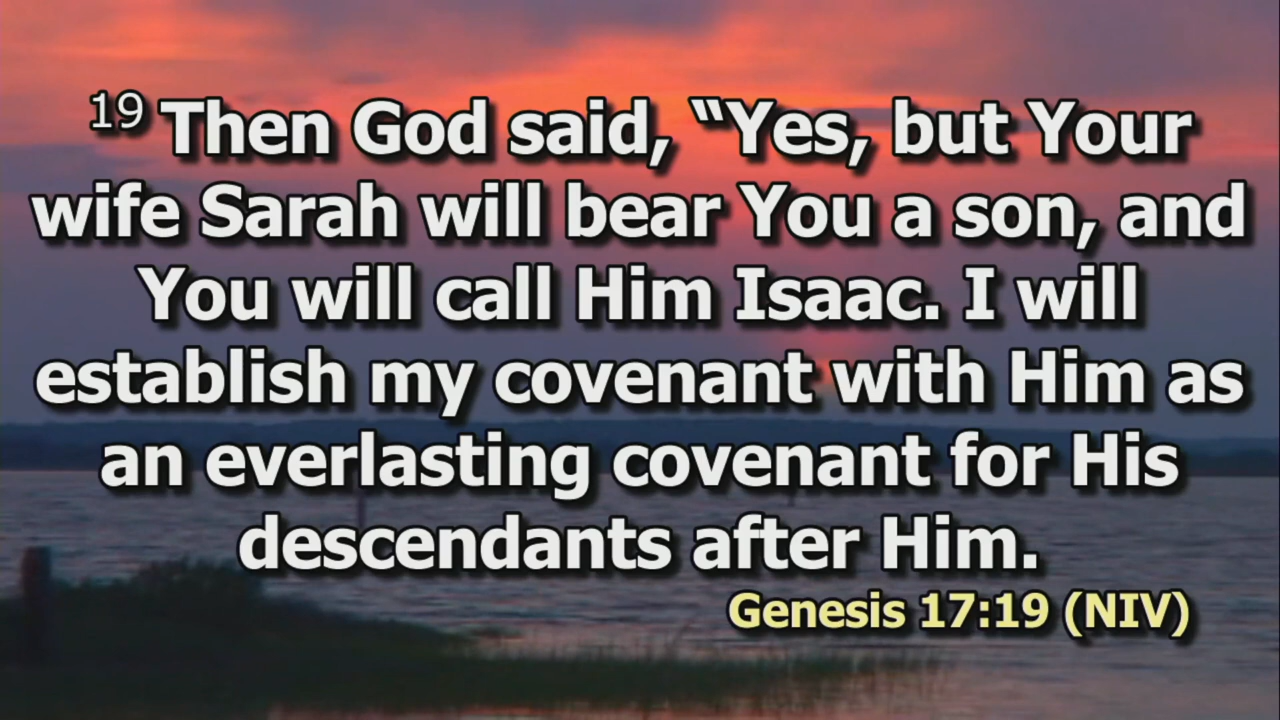 19 Then God said, “Yes, but Your
wife Sarah will bear You a son, and
You will call Him Isaac. I will
establish my covenant with Him as
an everlasting covenant for His
descendants after Him.
Genesis 17:19 (NIV)